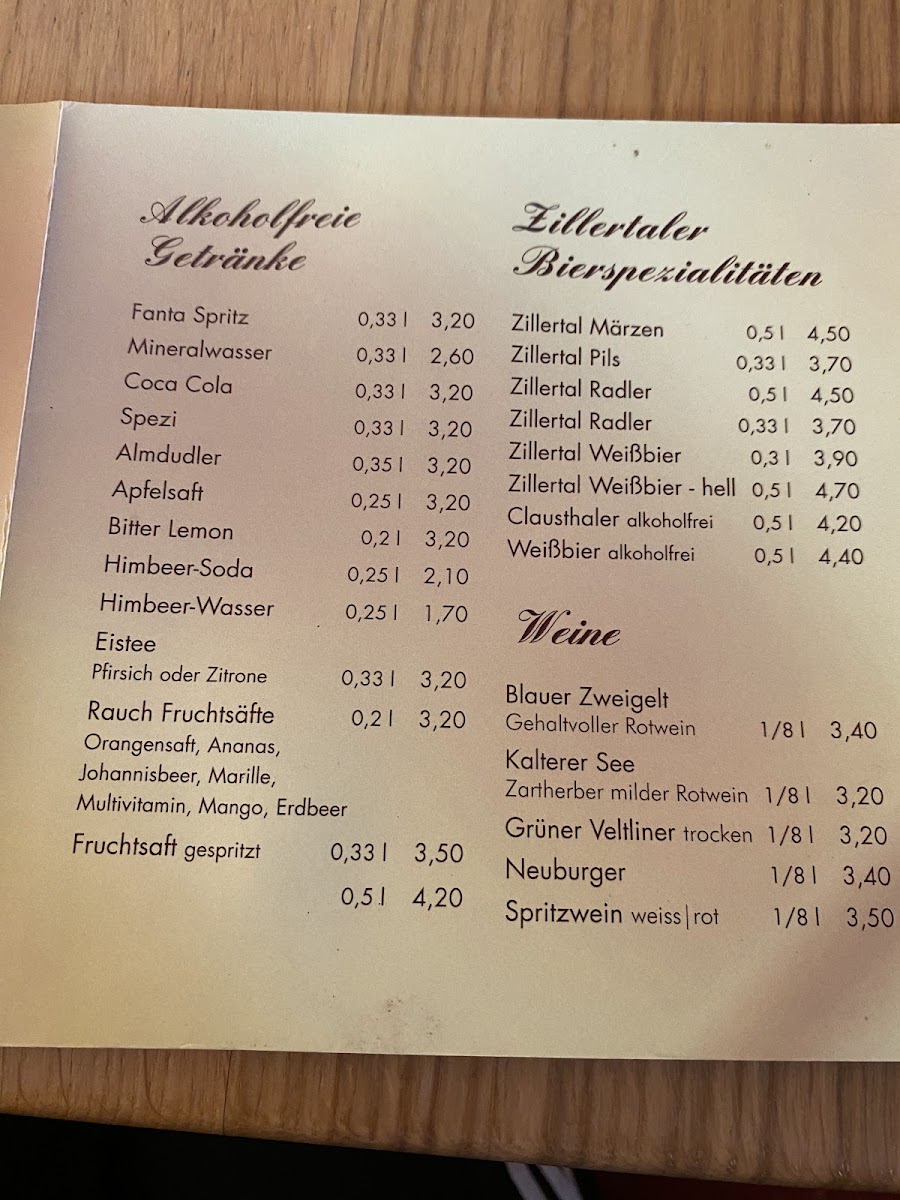 Alkoholfreie
Getränke
Fanta Spritz 0,33 l 3,20
Mineralwasser 0,33 l 2,60
Coca Cola 0,33 l 3,20
Spezi 0,33 l 3,20
Almdudler 0,35 l 3,20
Apfelsaft 0,25 l 3,20
Bitter Lemon 0,2 l 3,20
Himbeer-Soda 0,25 l 2,10
Himbeer-Wasser 0,25 l 1,70
Eistee
Pfirsich oder Zitrone 0,33 l 3,20
Rauch Fruchtsäfte 0,2 l 3,20
Orangensaft, Ananas,
Johannisbeer, Marille,
Multivitamin, Mango, Erdbeer
Fruchtsaft gespritzt 0,33 l 3,50
0,5 l 4,20
Zillertaler
Bierspezialitäten
Zillertal Märzen 0,5 l 4,50
Zillertal Pils 0,33 l 3,70
Zillertal Radler 0,5 l 4,50
Zillertal Radler 0,33 l 3,70
Zillertal Weißbier 0,3 l 3,90
Zillertal Weißbier - hell 0,5 l 4,70
Clausthaler alkoholfrei 0,5 l 4,20
Weißbier alkoholfrei 0,5 l 4,40
Weine
Blauer Zweigelt
Gehaltvoller Rotwein 1/8 l 3,40
Kalterer See
Zartherber milder Rotwein 1/8 l 3,20
Grüner Veltliner trocken 1/8 l 3,20
Neuburger 1/8 l 3,40
Spritzwein weiss|rot 1/8 l 3,50